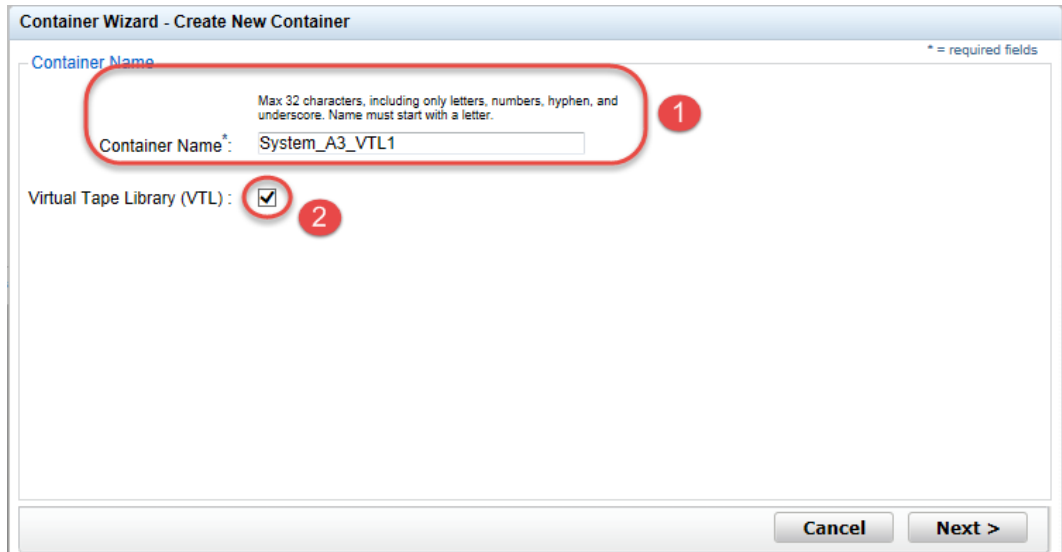 Container Wizard - Create New Container
* = required fields
Container Name
Max 32 characters, including only letters, numbers, hyphen, and
underscore. Name must start with a letter.
1
Container Name*: System_A3_VTL1
Virtual Tape Library (VTL) :
2
Cancel Next >